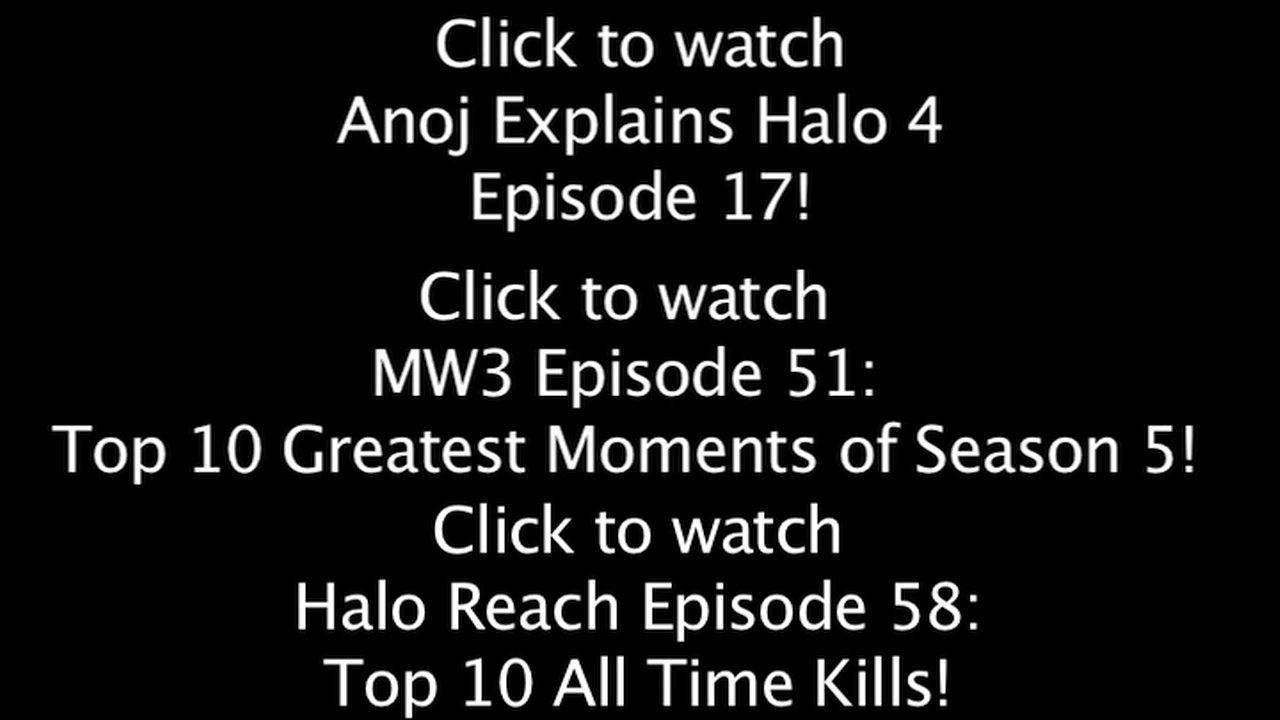 Click to watch
Anoj Explains Halo 4
Episode 17!
Click to watch
MW3 Episode 51:
Top 10 Greatest Moments of Season 5!
Click to watch
Halo Reach Episode 58:
Top 10 All Time Kills!